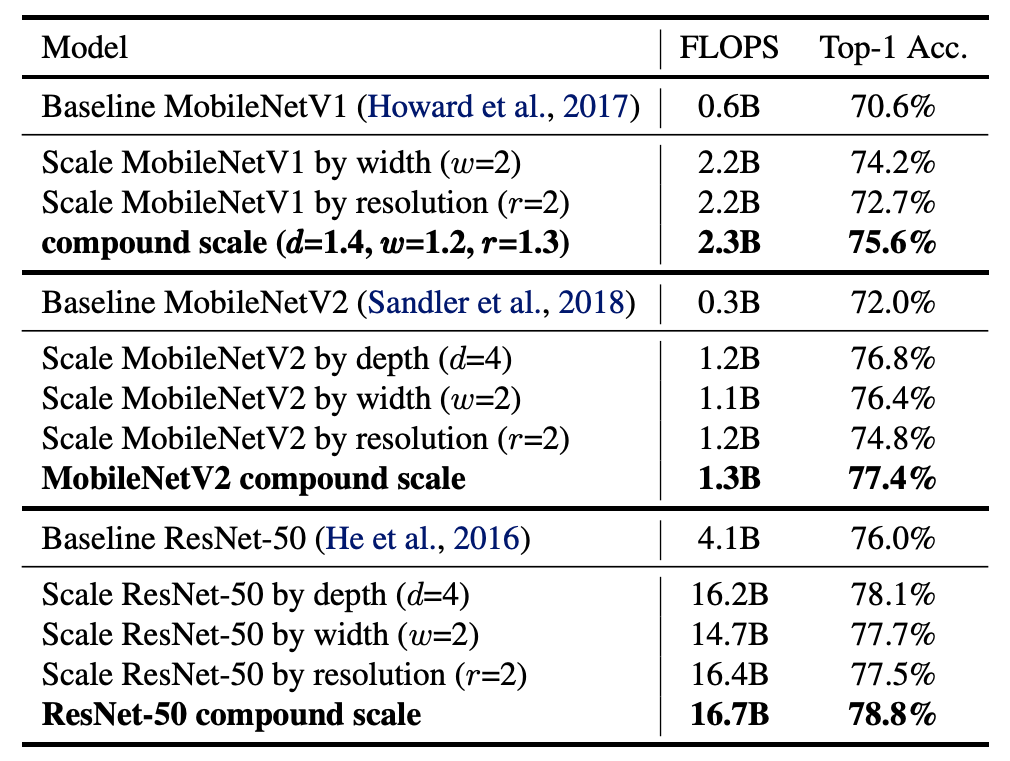 Model FLOPS Top-1 Acc.
Baseline MobileNetV1 (Howard et al., 2017) 0.6B 70.6%
Scale MobileNetV1 by width (w=2) 2.2B 74.2%
Scale MobileNetV1 by resolution (r=2) 2.2B 72.7%
compound scale (d=1.4, w=1.2, r=1.3) 2.3B 75.6%
Baseline MobileNetV2 (Sandler et al., 2018) 0.3B 72.0%
Scale MobileNetV2 by depth (d=4) 1.2B 76.8%
Scale MobileNetV2 by width (w=2) 1.1B 76.4%
Scale MobileNetV2 by resolution (r=2) 1.2B 74.8%
MobileNetV2 compound scale 1.3B 77.4%
Baseline ResNet-50 (He et al., 2016) 4.1B 76.0%
Scale ResNet-50 by depth (d=4) 16.2B 78.1%
Scale ResNet-50 by width (w=2) 14.7B 77.7%
Scale ResNet-50 by resolution (r=2) 16.4B 77.5%
ResNet-50 compound scale 16.7B 78.8%